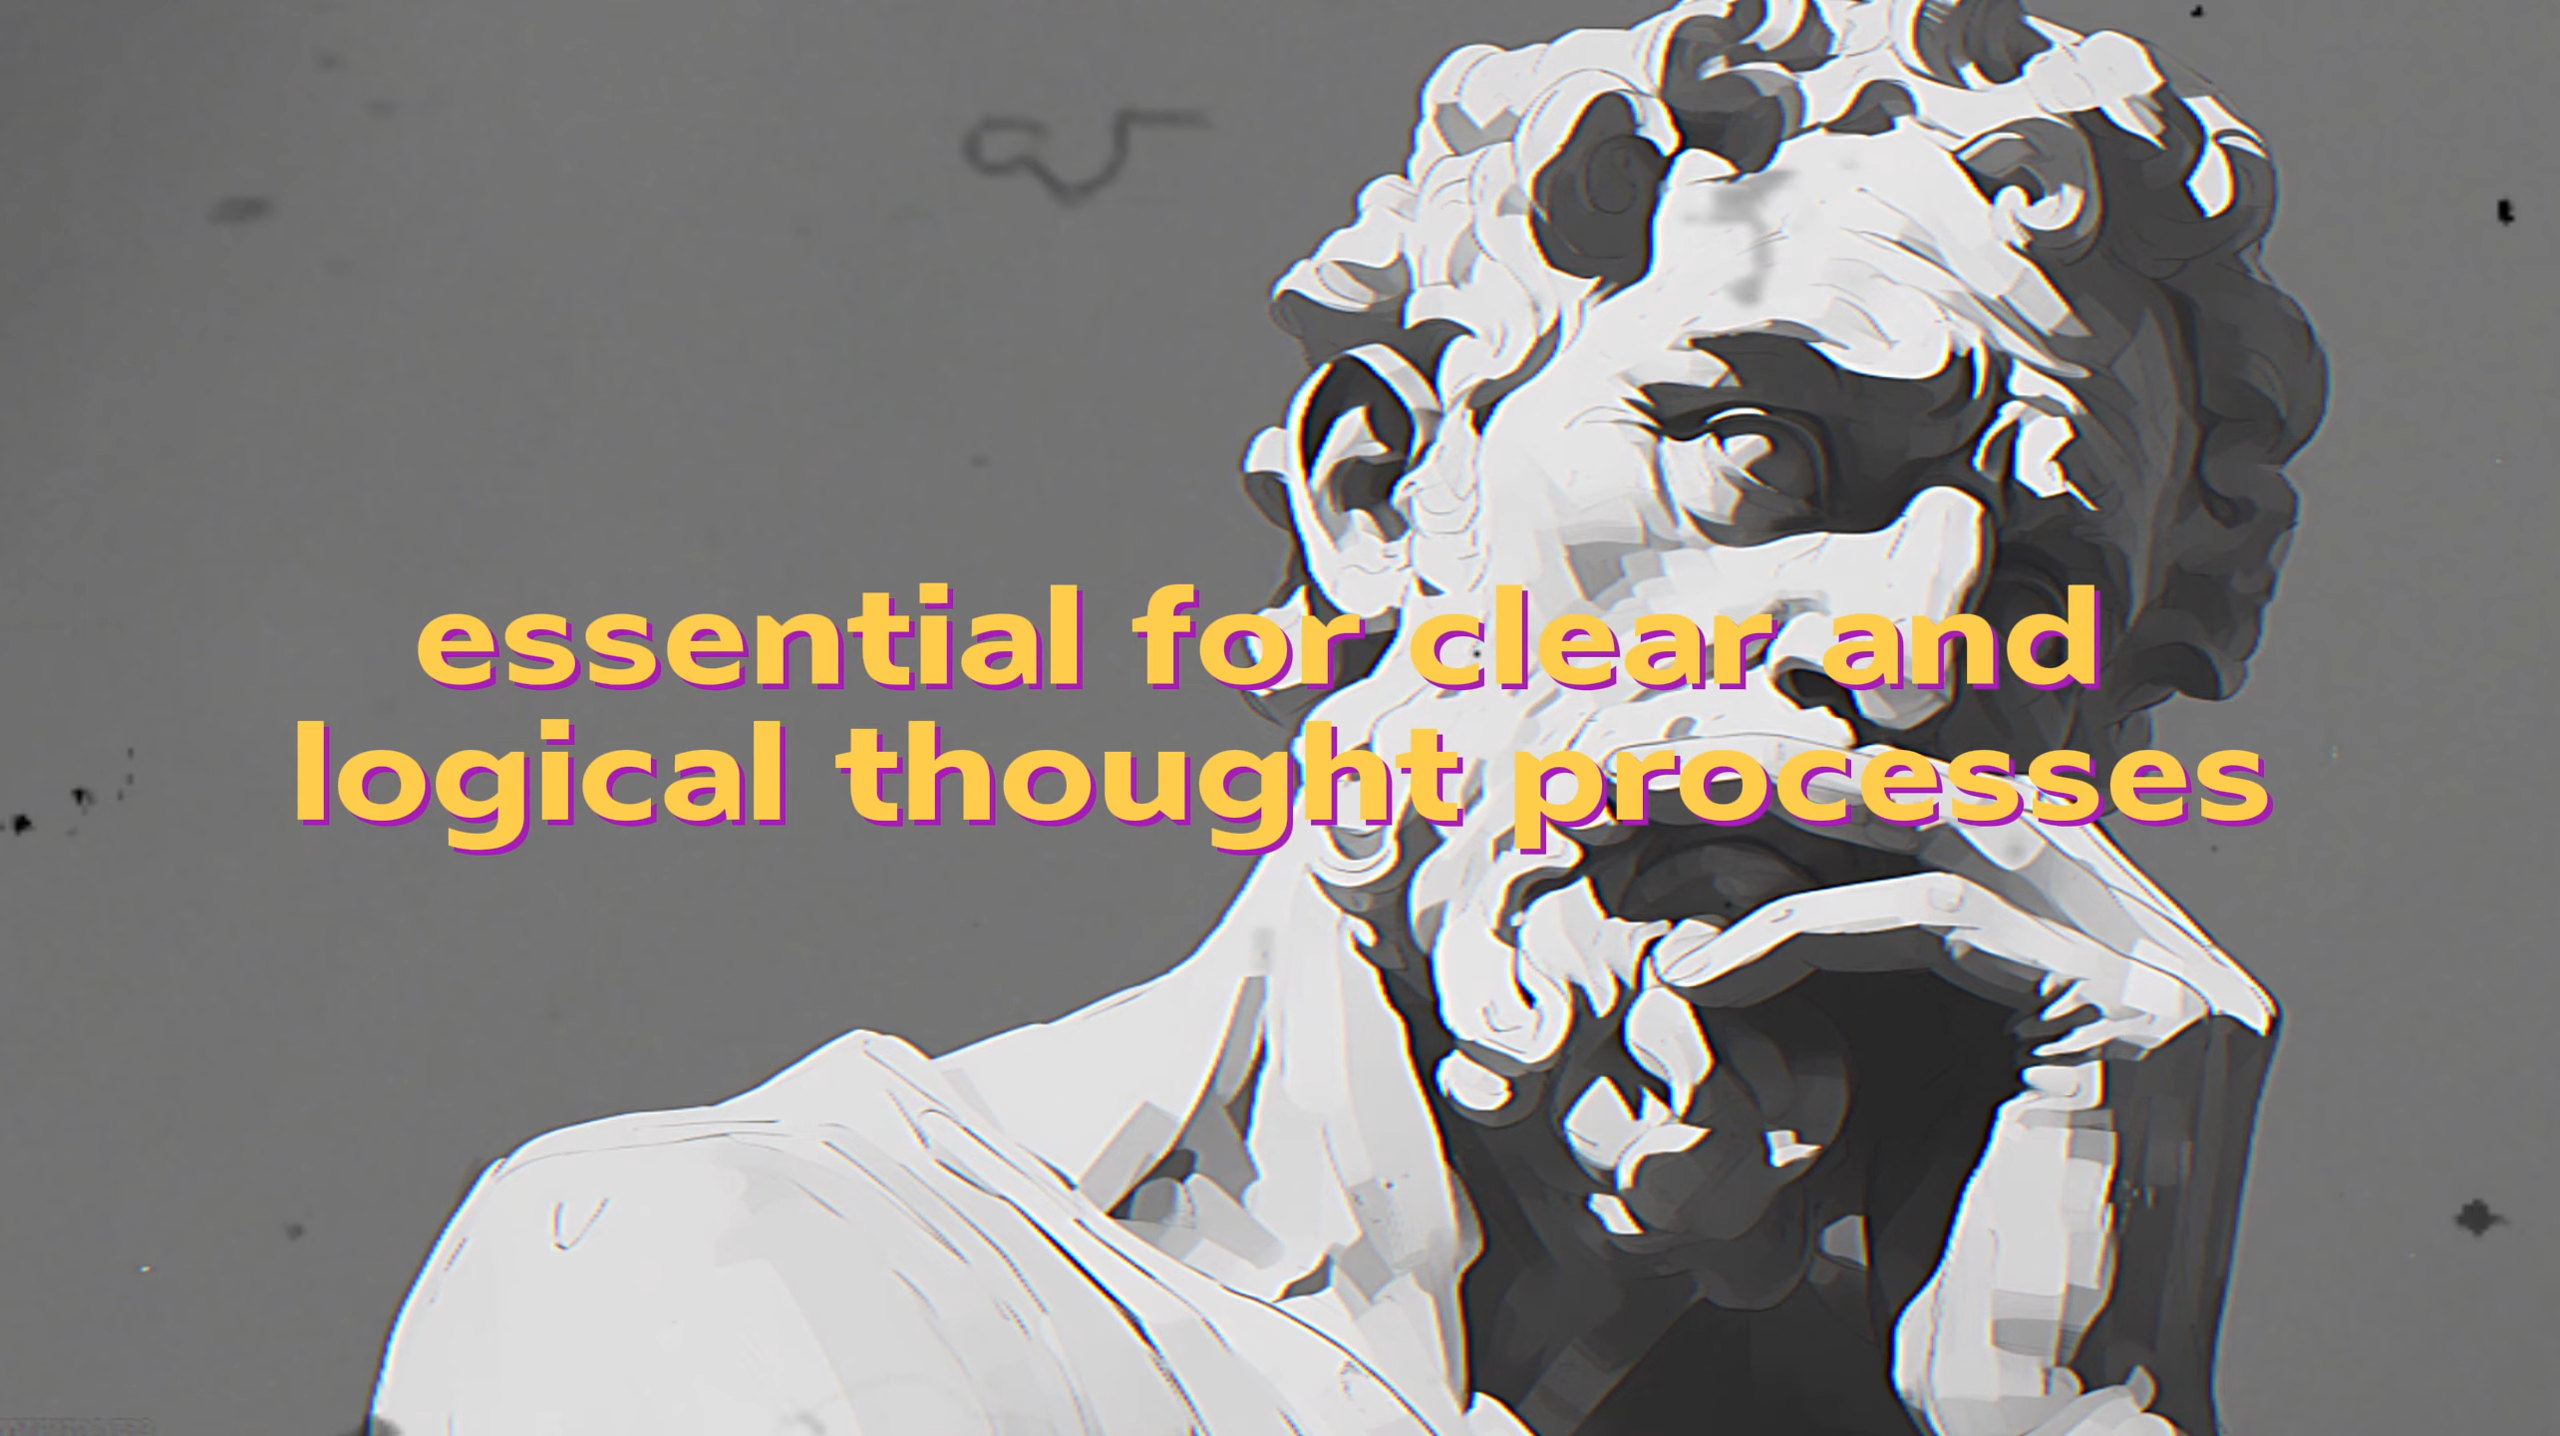 essential for clear and
logical thought processes